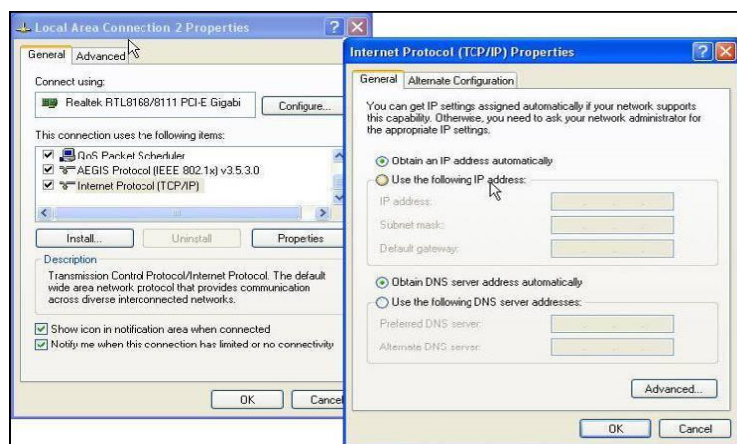 Local Area Connection 2 Properties
General
Advanced
Connect using:
Realtek RTL8168/8111 PCI-E Gigabi
Configure...
This connection uses the following items:
QoS Packet Scheduler
AEGIS Protocol (IEEE 802.1x) v3.5.3.0
Internet Protocol (TCP/IP)
Install...
Uninstall
Properties
Description
Transmission Control Protocol/Internet Protocol. The default
wide area network protocol that provides communication
across diverse interconnected networks.
Show icon in notification area when connected
Notify me when this connection has limited or no connectivity
OK
Cancel
Internet Protocol (TCP/IP) Properties
General
Alternate Configuration
You can get IP settings assigned automatically if your network supports
this capability. Otherwise, you need to ask your network administrator for
the appropriate IP settings.
Obtain an IP address automatically
Use the following IP address:
IP address:
Subnet mask:
Default gateway:
Obtain DNS server address automatically
Use the following DNS server addresses:
Preferred DNS server:
Alternate DNS server:
Advanced...
OK
Cancel